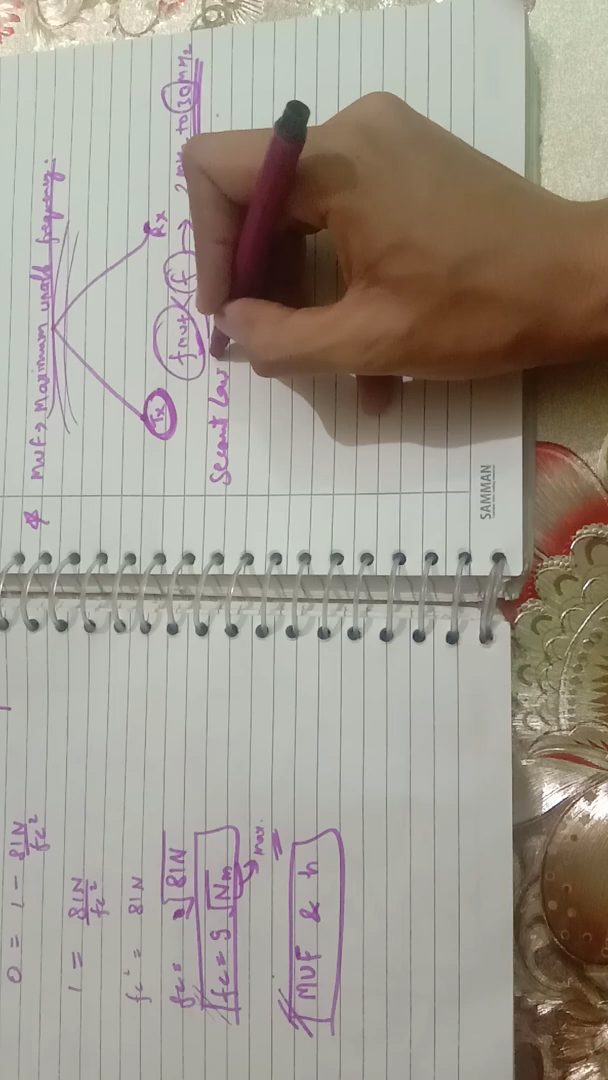 0 = 1 - 81N/fc²
1 = 81N/fc²
fc² = 81N
fc = √81N
fc = 9 √Nm
max.
MUF & h
* MUF → Maximum usable frequency.
Tx Rx
fmuf < f → 2 MHz to 30 MHz
Secant Law
SAMMAN